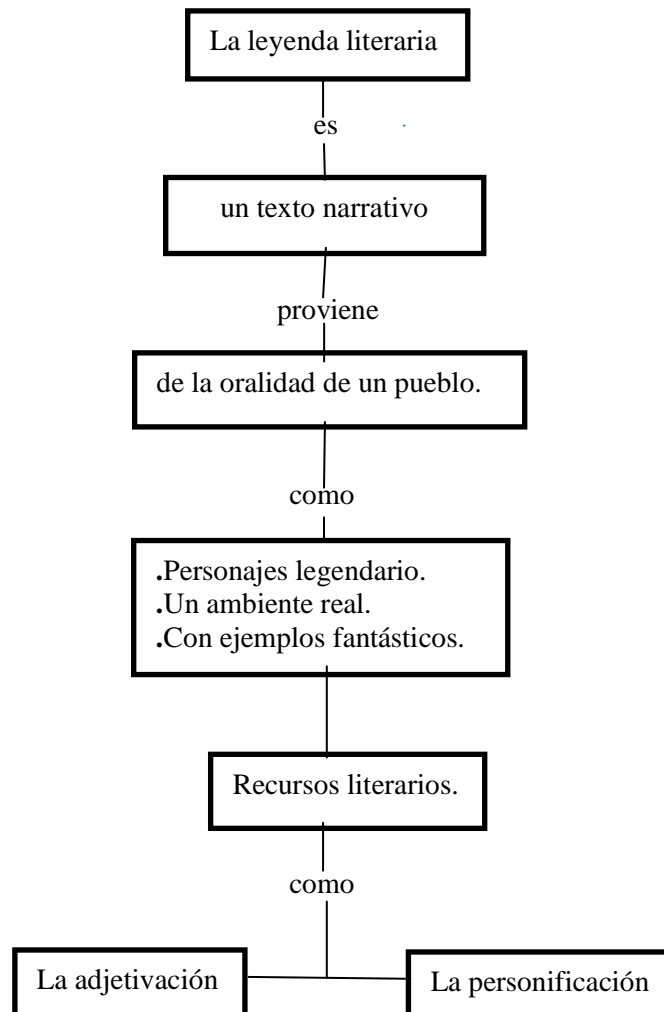 La leyenda literaria
es
un texto narrativo
proviene
de la oralidad de un pueblo.
como
.Personajes legendario.
.Un ambiente real.
.Con ejemplos fantásticos.
Recursos literarios.
como
La adjetivación
La personificación